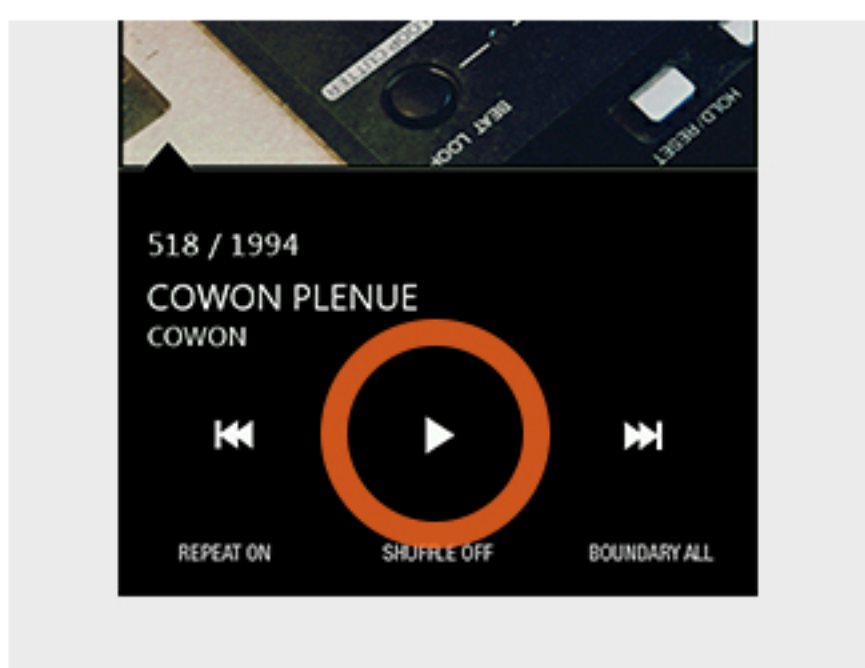 LOOP CUTTER
BEAT LOOP
HOLD/RESET
518 / 1994
COWON PLENUE
COWON
REPEAT ON
SHUFFLE OFF
BOUNDARY ALL